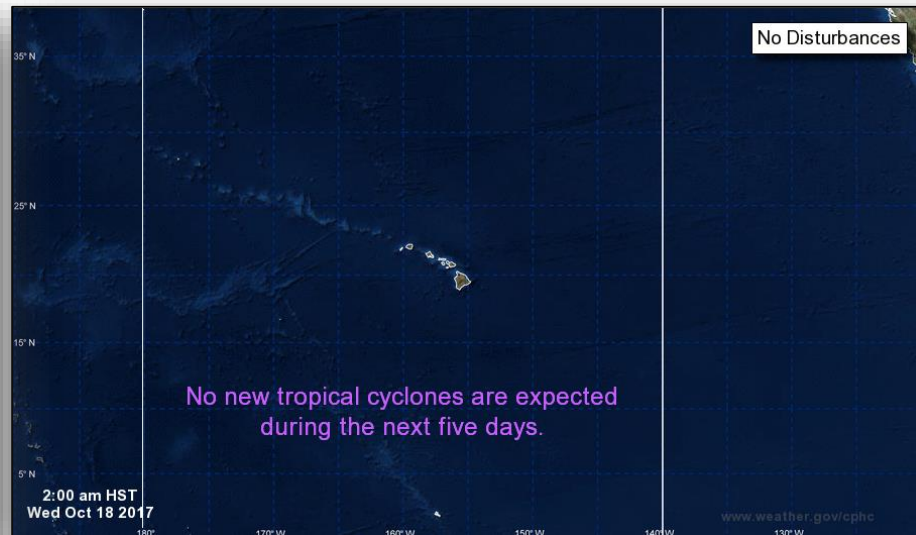 No Disturbances
35° N
25° N
15° N
No new tropical cyclones are expected
during the next five days.
5° N
2:00 am HST
Wed Oct 18 2017
www.weather.gov/cphc
180°
170° W
160° W
150° W
140° W
130° W